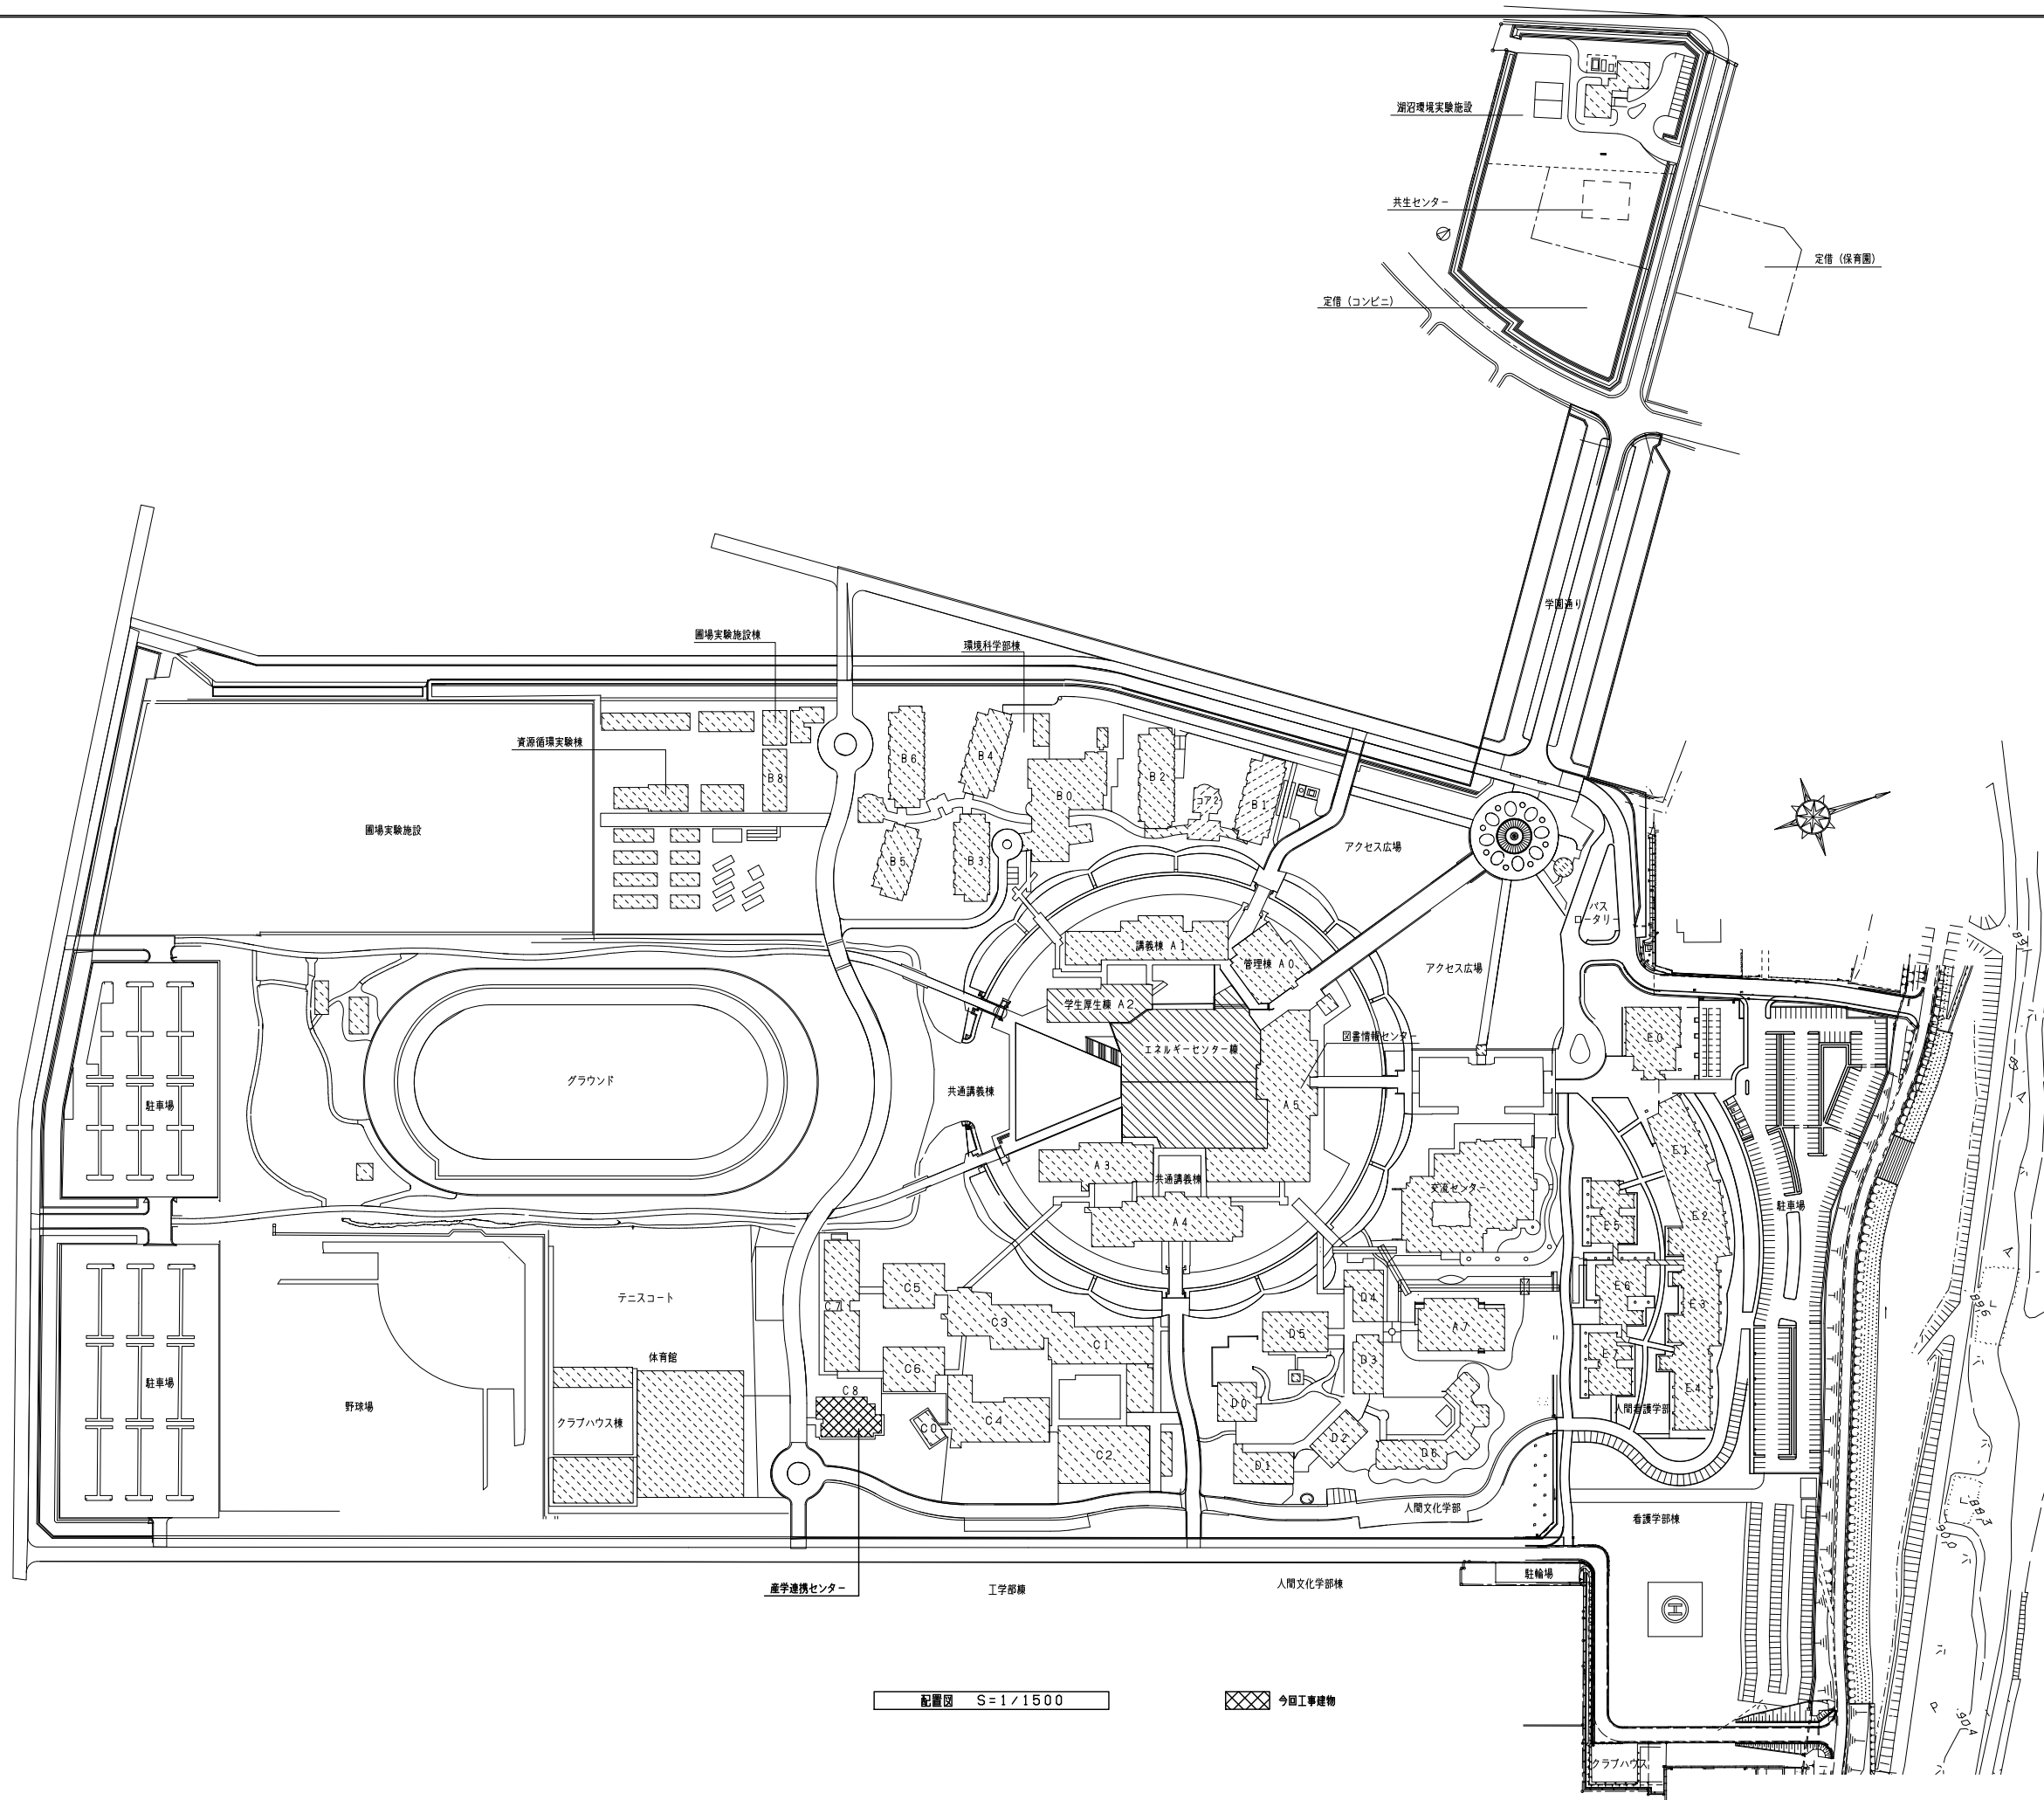 湖沼環境実験施設
共生センター
定借（保育園）
定借（コンビニ）
学園通り
圃場実験施設棟
環境科学部棟
資源循環実験棟
B8
B6
B4
B0
B2
コア2
B1
圃場実験施設
B5
B3
アクセス広場
バス
ロータリー
講義棟 A1
管理棟 A0
アクセス広場
学生厚生棟 A2
図書情報センター
エネルギーセンター棟
E0
グラウンド
共通講義棟
A5
駐車場
A3
共通講義棟
A4
交流センター
E1
E2
駐車場
E5
E6
E3
テニスコート
C7
C5
C3
C1
D4
D5
A7
D3
E7
E4
体育館
C6
C8
駐車場
野球場
クラブハウス棟
C0
C4
C2
D0
D2
D1
D6
人間看護学部
人間文化学部
看護学部棟
駐輪場
産学連携センター
工学部棟
人間文化学部棟
H
配置図 S=1/1500
今回工事建物
クラブハウス
89
896
893
900
904